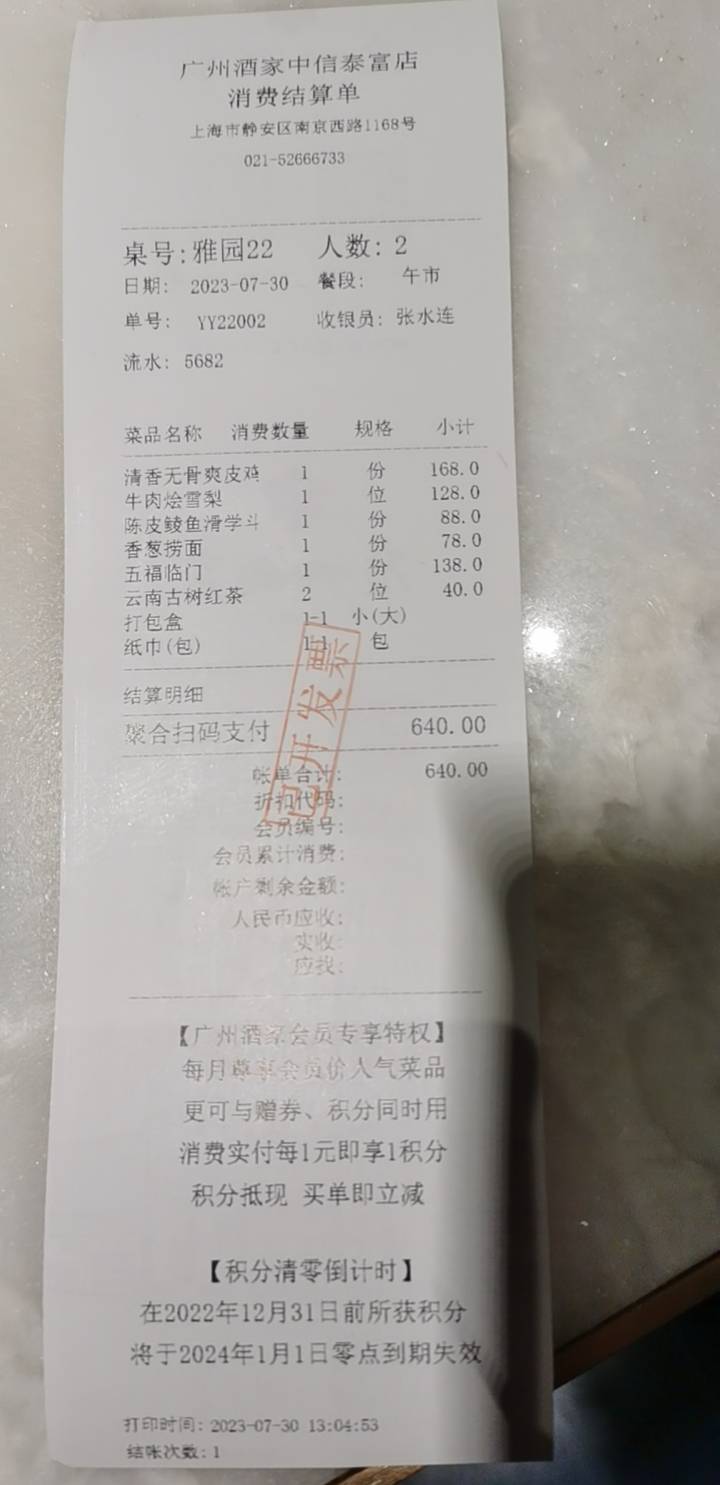 广州酒家中信泰富店
消费结算单
上海市静安区南京西路1168号
021-52666733
桌号:雅园22 人数:2
日期: 2023-07-30 餐段: 午市
单号: YY22002 收银员:张水连
流水: 5682
菜品名称 消费数量 规格 小计
清香无骨爽皮鸡 1 份 168.0
牛肉烩雪梨 1 位 128.0
陈皮鲮鱼滑学斗 1 份 88.0
香葱捞面 1 份 78.0
五福临门 1 份 138.0
云南古树红茶 2 位 40.0
打包盒 1-1 小(大)
纸巾(包) 1-1 包
已开发票
结算明细
聚合扫码支付 640.00
帐单合计: 640.00
折扣代码:
会员编号:
会员累计消费:
帐户剩余金额:
人民币应收:
实收:
应找:
【广州酒家会员专享特权】
每月尊享会员价人气菜品
更可与赠券、积分同时用
消费实付每1元即享1积分
积分抵现 买单即立减
【积分清零倒计时】
在2022年12月31日前所获积分
将于2024年1月1日零点到期失效
打印时间:2023-07-30 13:04:53
结帐次数:1